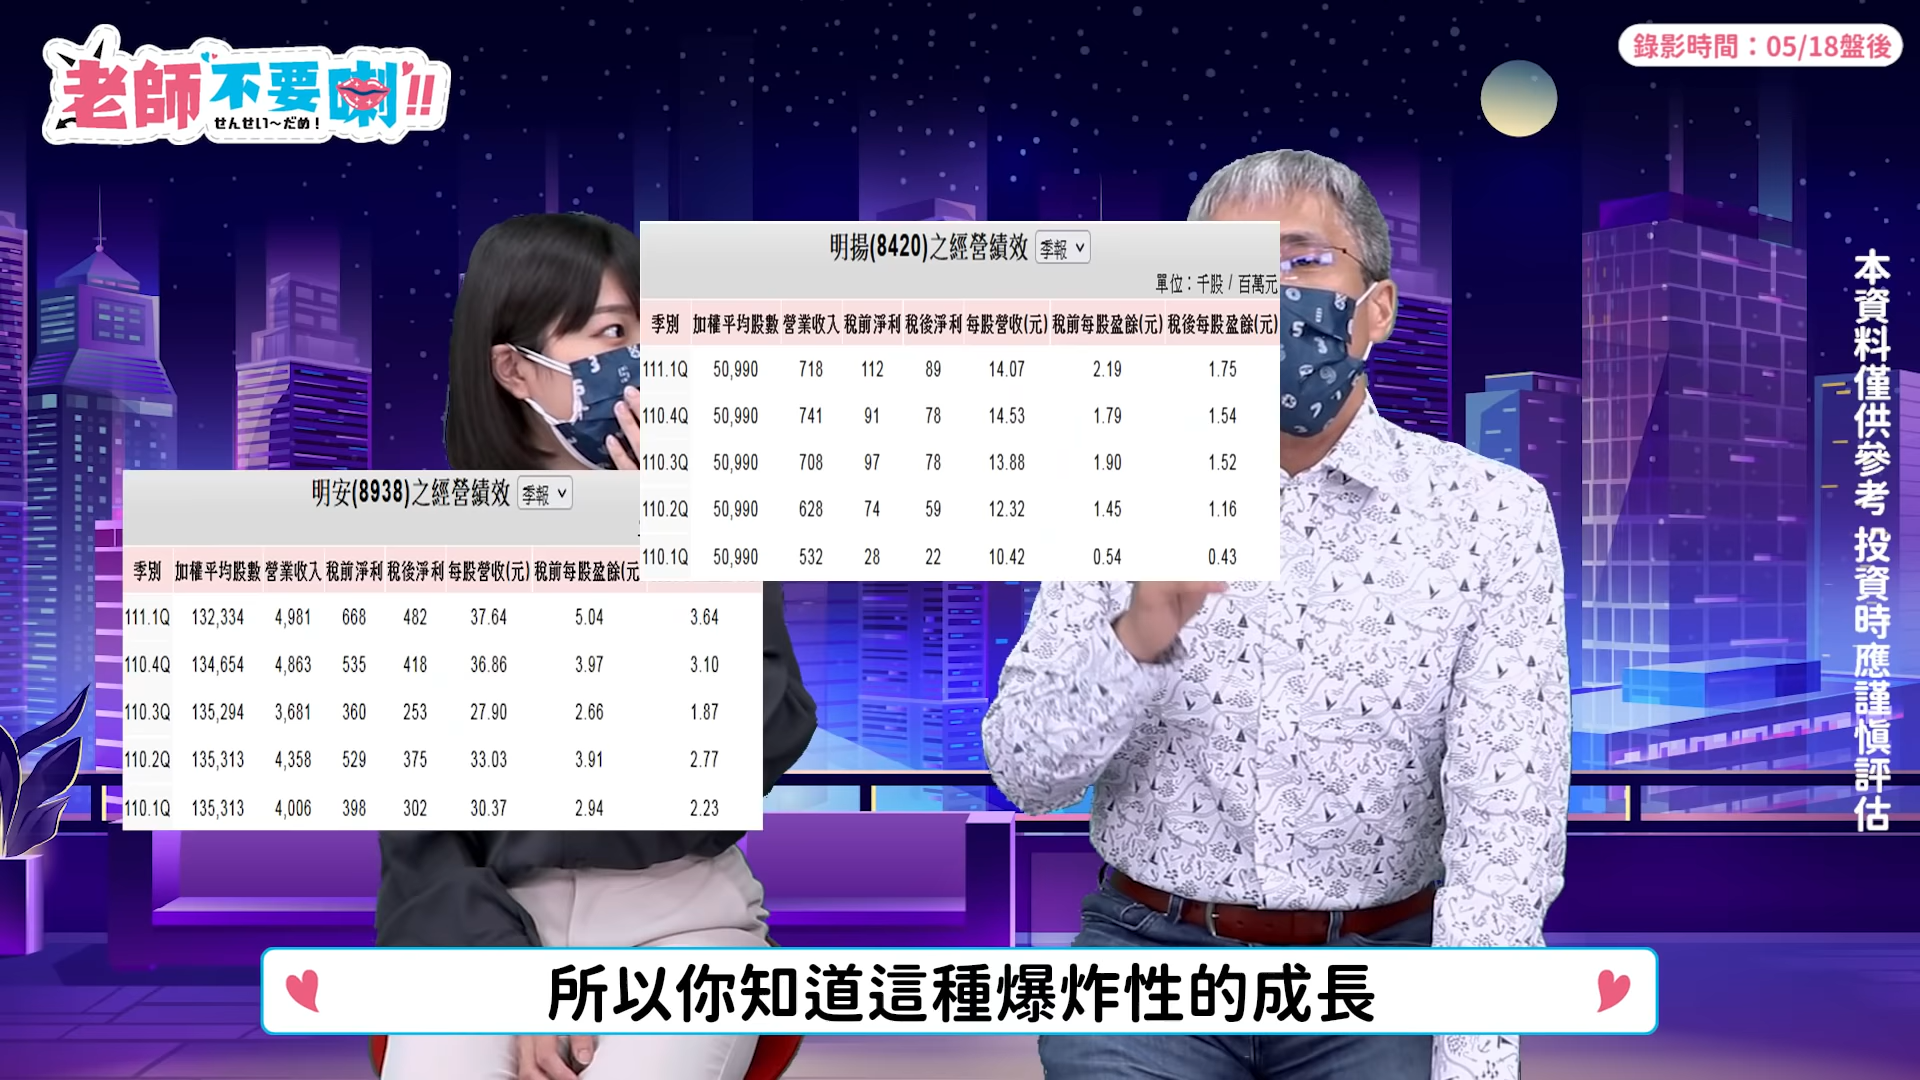 老師不要喇!!
せんせい~だめ!
錄影時間：05/18盤後
本資料僅供參考 投資時應謹慎評估
明揚(8420)之經營績效 季報
單位：千股 / 百萬元
季別 加權平均股數 營業收入 稅前淨利 稅後淨利 每股營收(元) 稅前每股盈餘(元) 稅後每股盈餘(元)
111.1Q 50,990 718 112 89 14.07 2.19 1.75
110.4Q 50,990 741 91 78 14.53 1.79 1.54
110.3Q 50,990 708 97 78 13.88 1.90 1.52
110.2Q 50,990 628 74 59 12.32 1.45 1.16
110.1Q 50,990 532 28 22 10.42 0.54 0.43
明安(8938)之經營績效 季報
季別 加權平均股數 營業收入 稅前淨利 稅後淨利 每股營收(元) 稅前每股盈餘(元
111.1Q 132,334 4,981 668 482 37.64 5.04 3.64
110.4Q 134,654 4,863 535 418 36.86 3.97 3.10
110.3Q 135,294 3,681 360 253 27.90 2.66 1.87
110.2Q 135,313 4,358 529 375 33.03 3.91 2.77
110.1Q 135,313 4,006 398 302 30.37 2.94 2.23
所以你知道這種爆炸性的成長